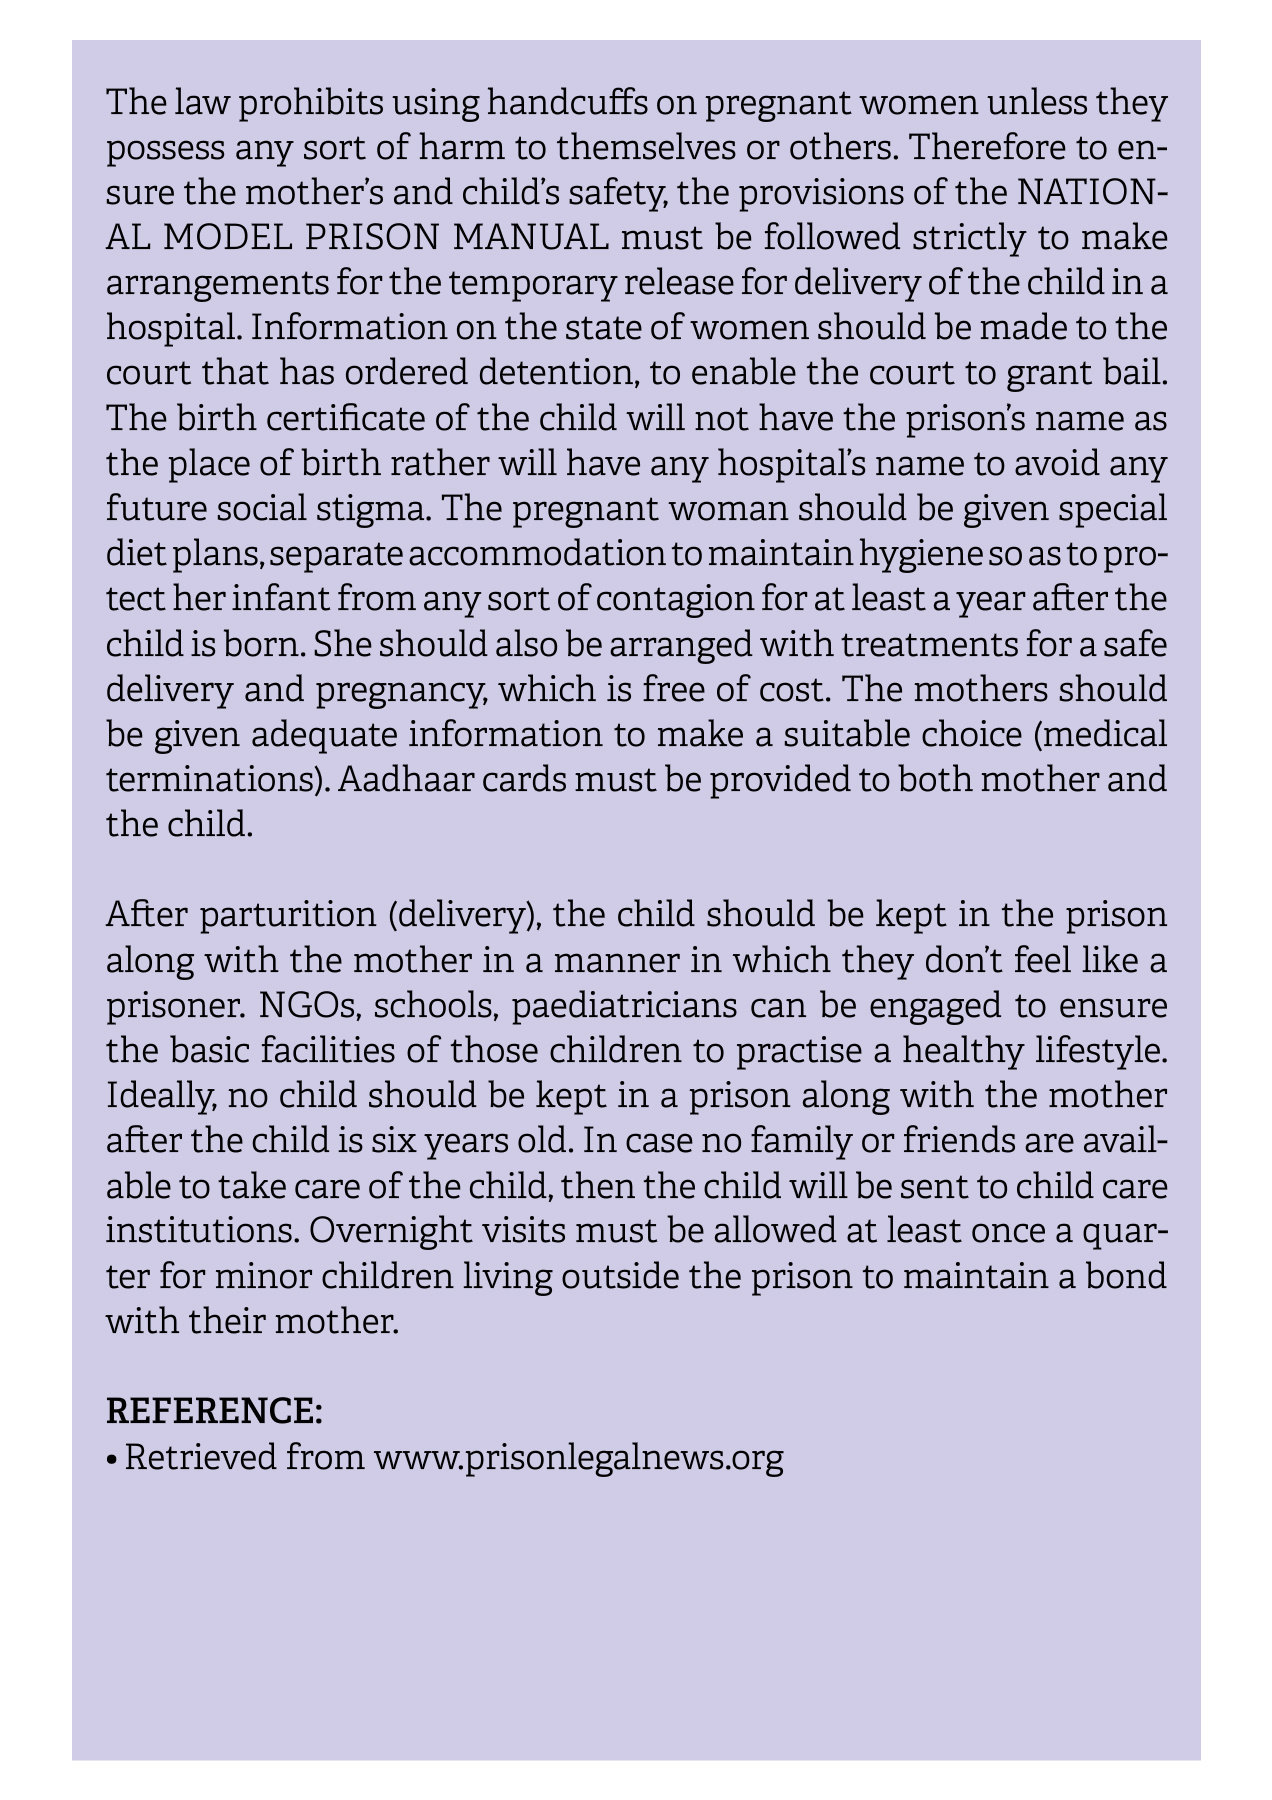 The law prohibits using handcuffs on pregnant women unless they
possess any sort of harm to themselves or others. Therefore to en-
sure the mother's and child's safety, the provisions of the NATION-
AL MODEL PRISON MANUAL must be followed strictly to make
arrangements for the temporary release for delivery of the child in a
hospital. Information on the state of women should be made to the
court that has ordered detention, to enable the court to grant bail.
The birth certificate of the child will not have the prison's name as
the place of birth rather will have any hospital's name to avoid any
future social stigma. The pregnant woman should be given special
diet plans, separate accommodation to maintain hygiene so as to pro-
tect her infant from any sort of contagion for at least a year after the
child is born. She should also be arranged with treatments for a safe
delivery and pregnancy, which is free of cost. The mothers should
be given adequate information to make a suitable choice (medical
terminations). Aadhaar cards must be provided to both mother and
the child.
After parturition (delivery), the child should be kept in the prison
along with the mother in a manner in which they don't feel like a
prisoner. NGOs, schools, paediatricians can be engaged to ensure
the basic facilities of those children to practise a healthy lifestyle.
Ideally, no child should be kept in a prison along with the mother
after the child is six years old. In case no family or friends are avail-
able to take care of the child, then the child will be sent to child care
institutions. Overnight visits must be allowed at least once a quar-
ter for minor children living outside the prison to maintain a bond
with their mother.
REFERENCE:
• Retrieved from www.prisonlegalnews.org